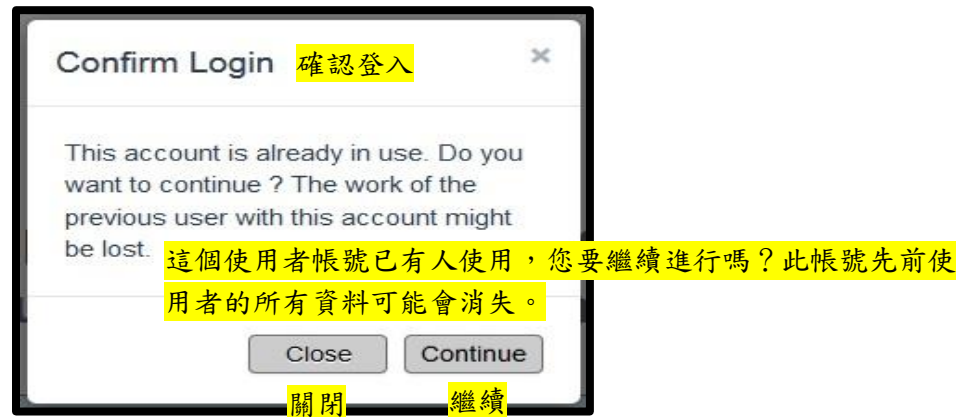 Confirm Login 確認登入 ×
This account is already in use. Do you
want to continue ? The work of the
previous user with this account might
be lost.
這個使用者帳號已有人使用，您要繼續進行嗎？此帳號先前使
用者的所有資料可能會消失。
Close Continue
關閉 繼續